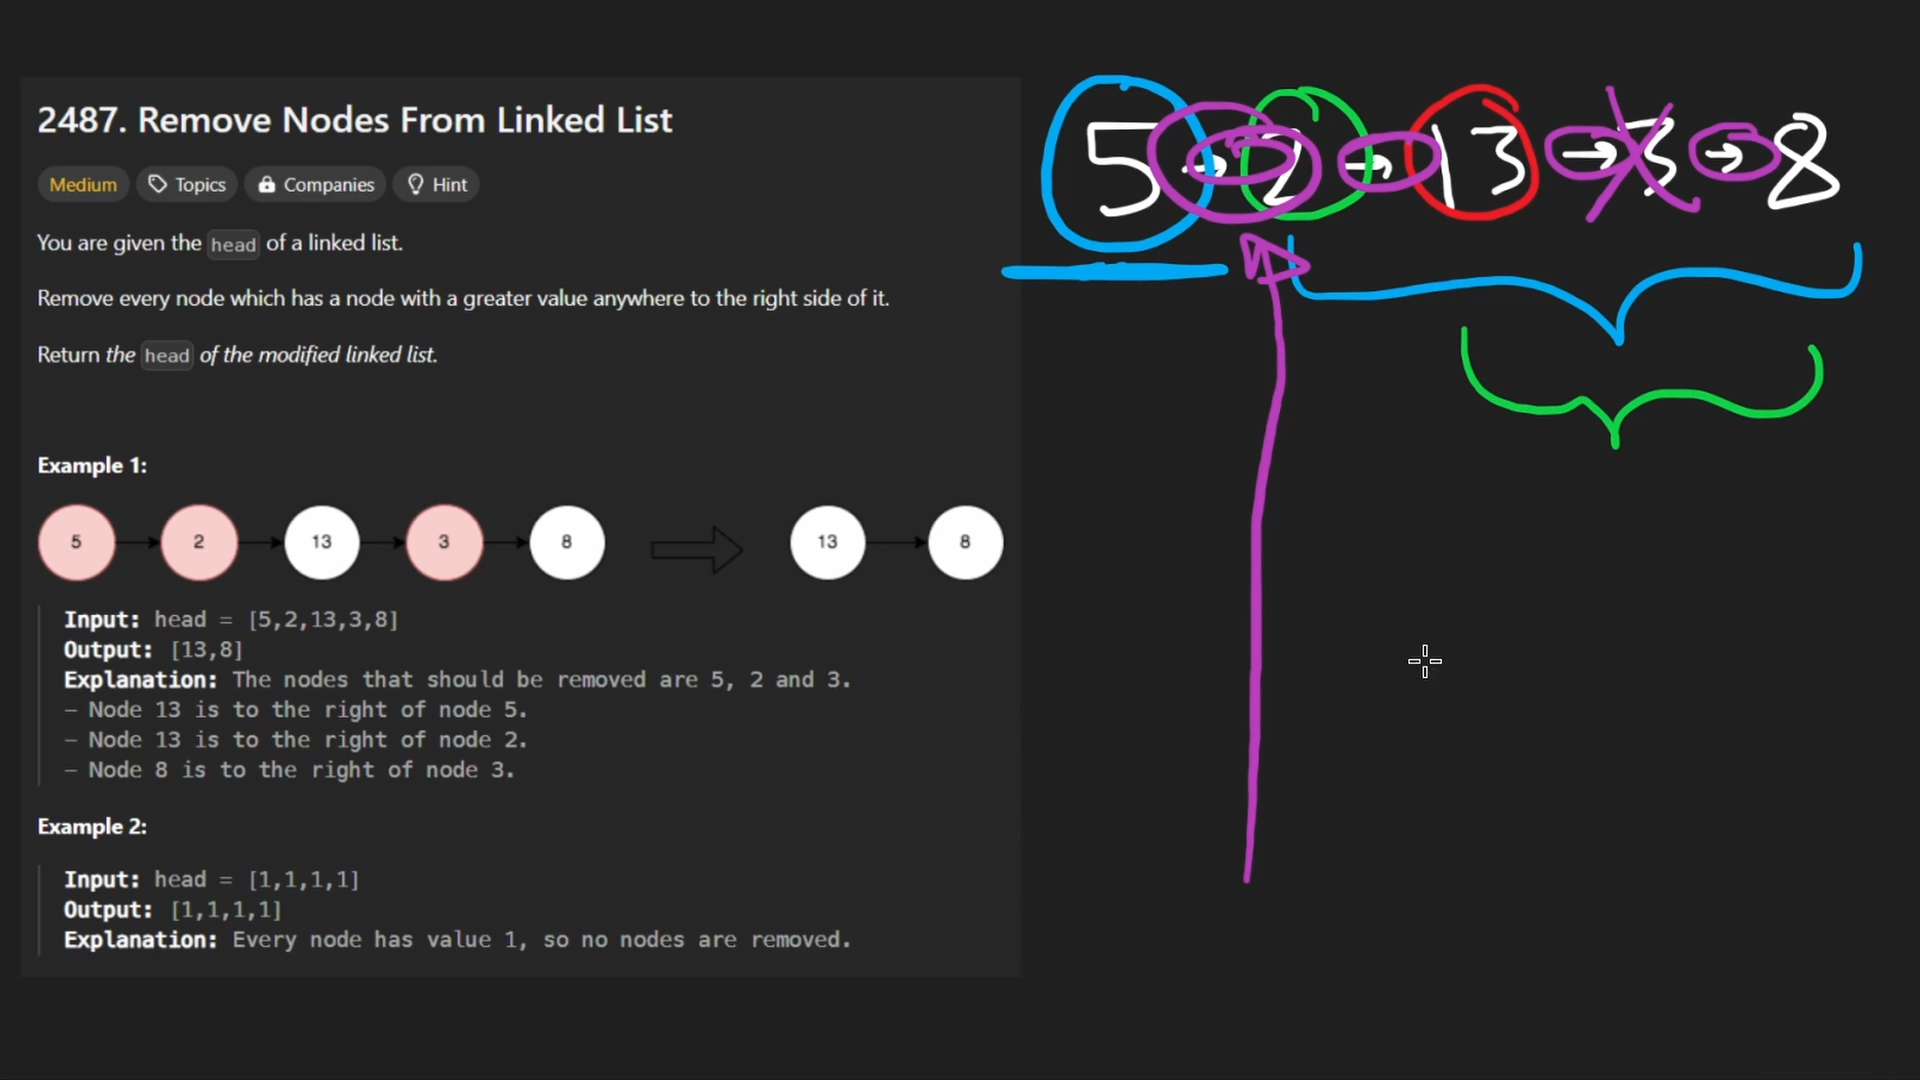 2487. Remove Nodes From Linked List
Medium Topics Companies Hint
You are given the head of a linked list.
Remove every node which has a node with a greater value anywhere to the right side of it.
Return the head of the modified linked list.
Example 1:
5 2 13 3 8 13 8
Input: head = [5,2,13,3,8]
Output: [13,8]
Explanation: The nodes that should be removed are 5, 2 and 3.
- Node 13 is to the right of node 5.
- Node 13 is to the right of node 2.
- Node 8 is to the right of node 3.
Example 2:
Input: head = [1,1,1,1]
Output: [1,1,1,1]
Explanation: Every node has value 1, so no nodes are removed.
5 → 2 → 13 → 3 → 8